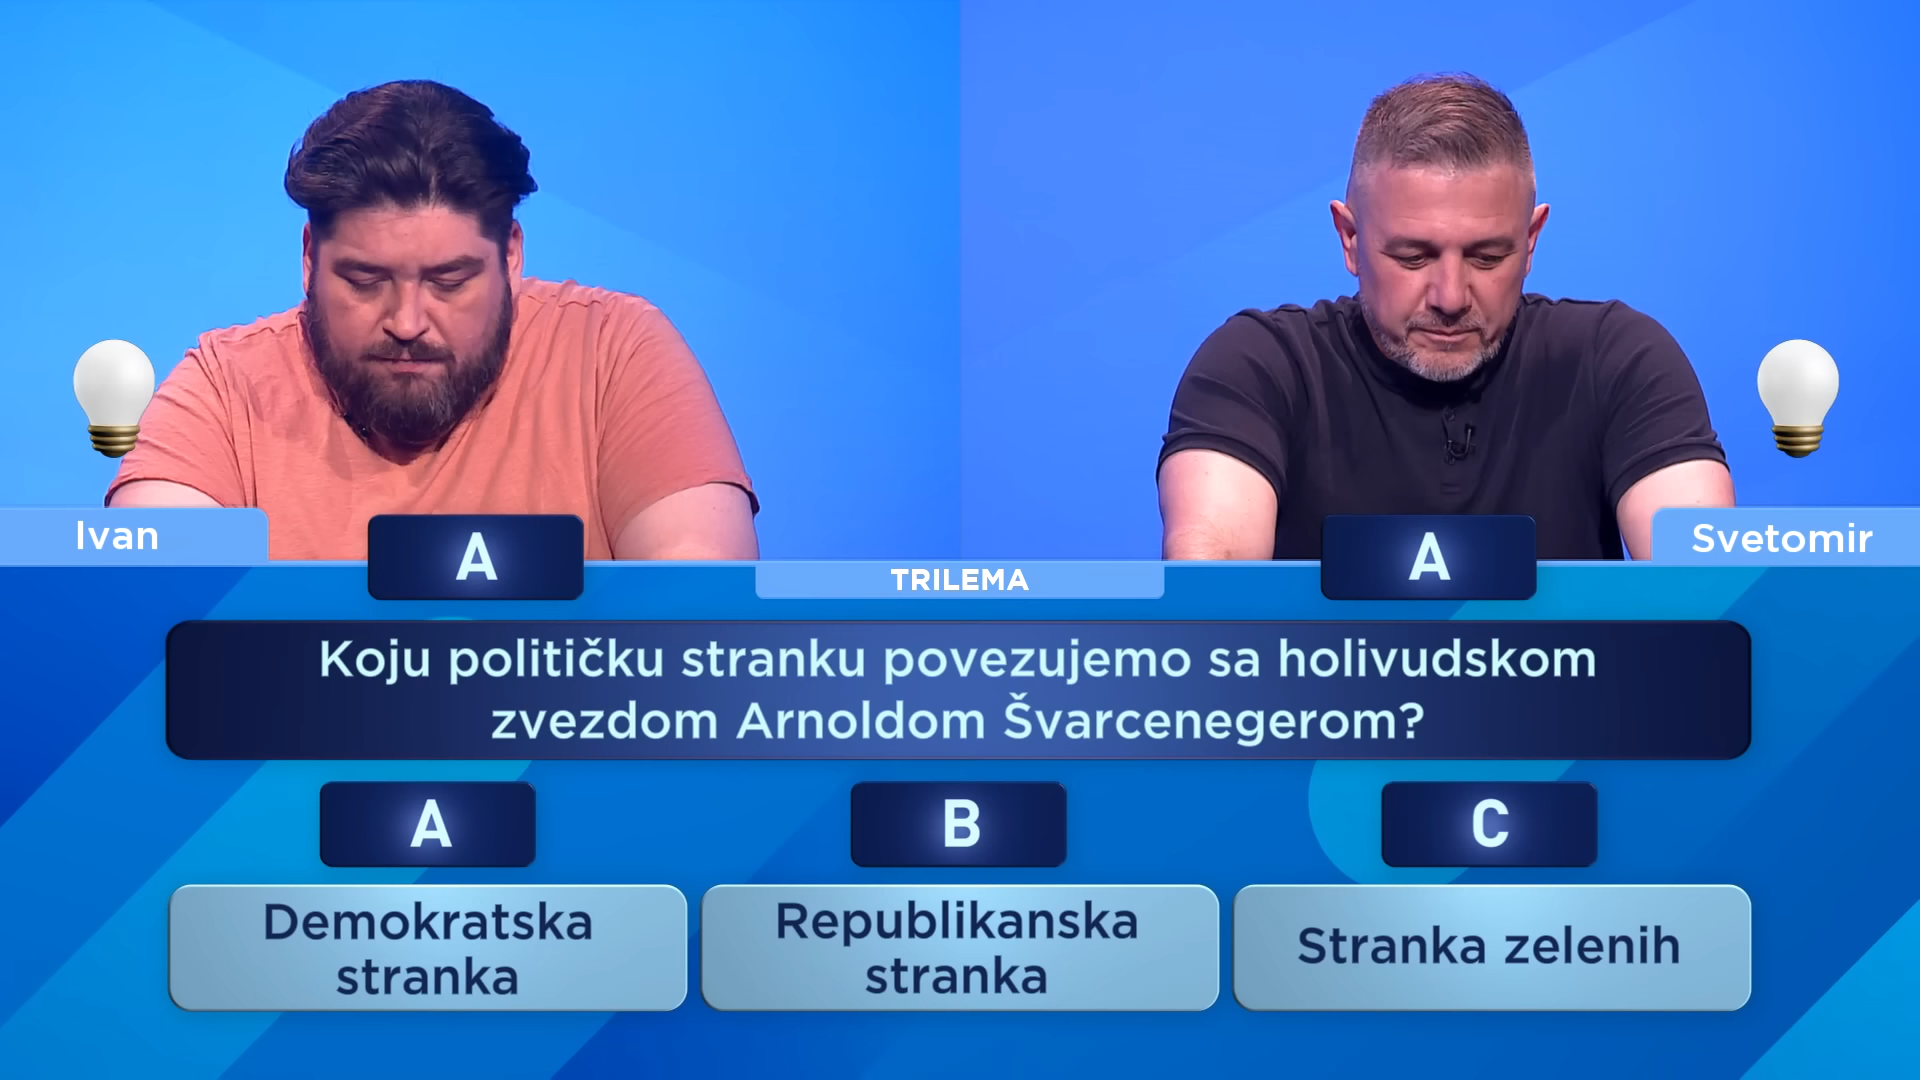 Ivan
A
TRILEMA
A
Svetomir
Koju političku stranku povezujemo sa holivudskom
zvezdom Arnoldom Švarcenegerom?
A
B
C
Demokratska
stranka
Republikanska
stranka
Stranka zelenih